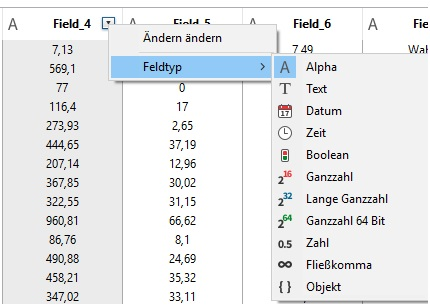 A Field_4 A Field_5 A Field_6 A
Ändern ändern
Feldtyp
A Alpha
T Text
17 Datum
Zeit
Boolean
2 16 Ganzzahl
2 32 Lange Ganzzahl
2 64 Ganzzahl 64 Bit
0.5 Zahl
∞ Fließkomma
{ } Objekt
7,13 7,49 Wal
569,1
77 0
116,4 17
273,93 2,65
444,65 37,19
207,14 12,96
367,85 30,02
322,55 31,15
960,81 66,62
86,76 8,1
490,88 24,69
458,21 35,32
347,02 33,11